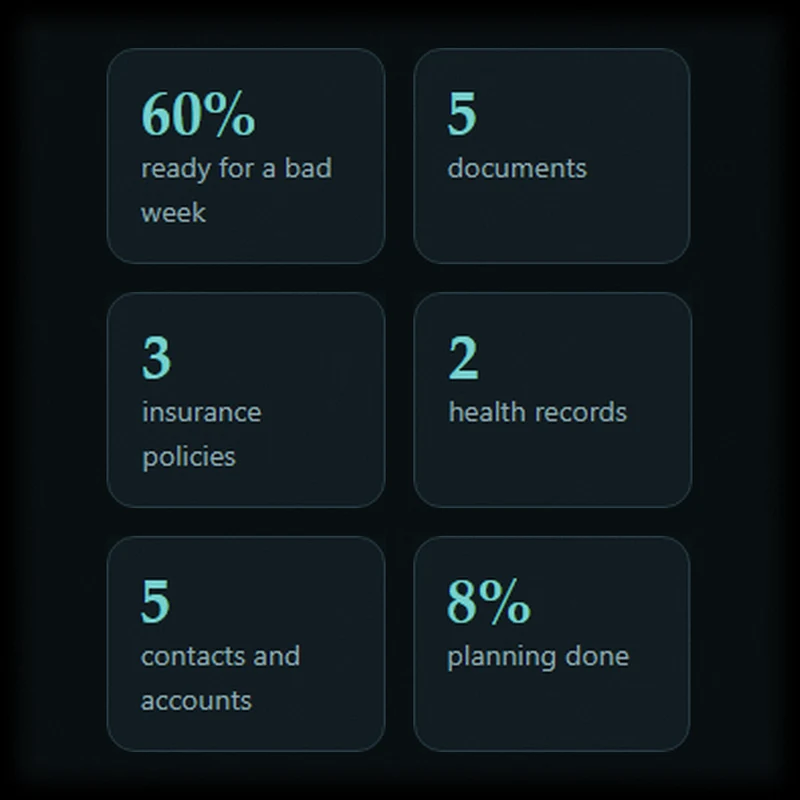 60%
ready for a bad
week
5
documents
3
insurance
policies
2
health records
5
contacts and
accounts
8%
planning done